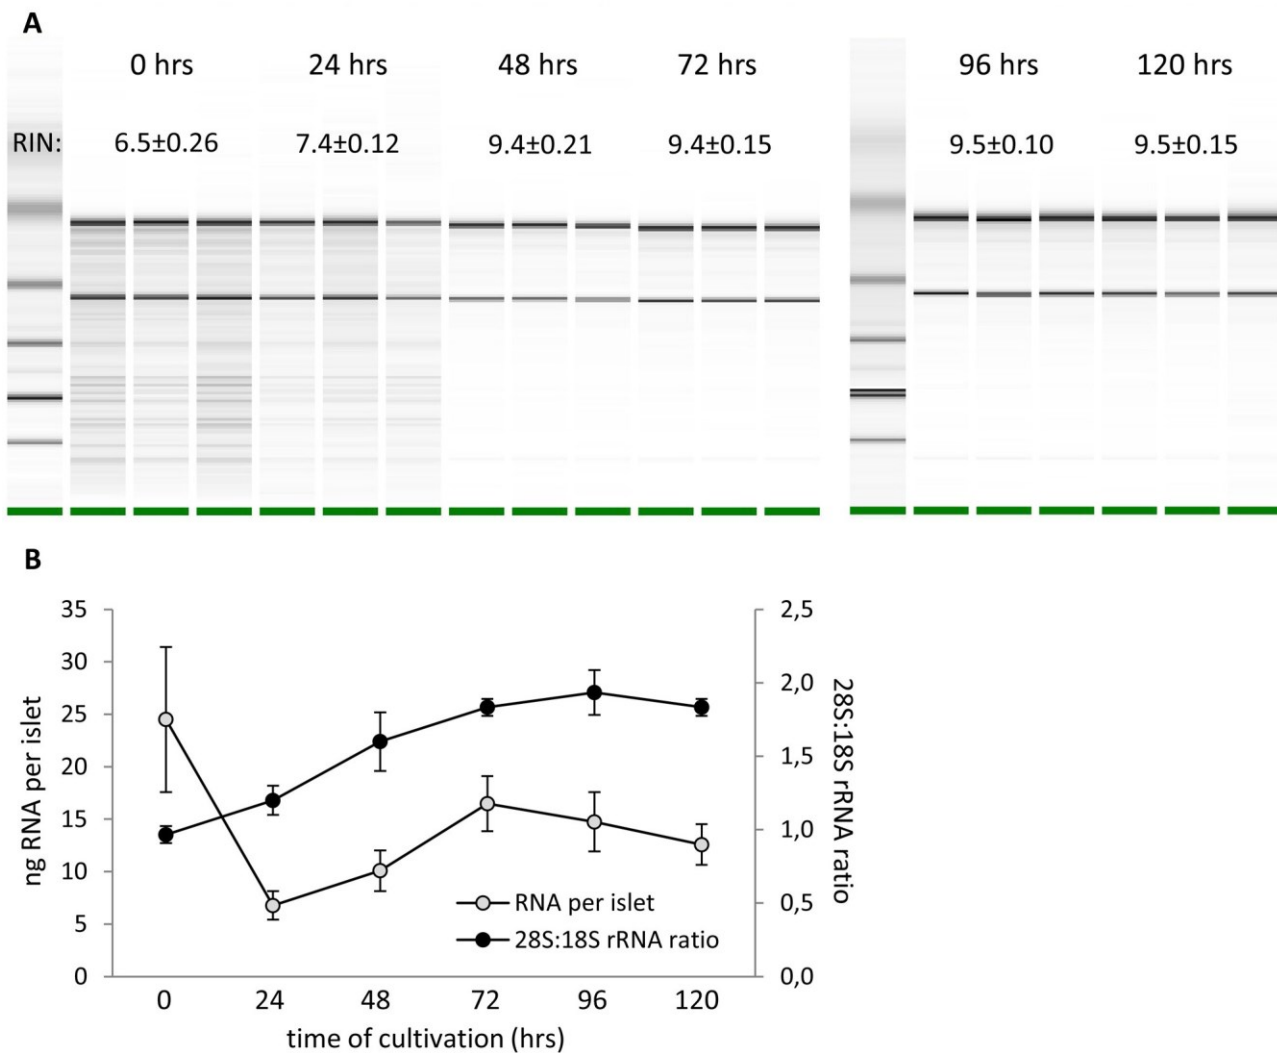 A
0 hrs 24 hrs 48 hrs 72 hrs 96 hrs 120 hrs
RIN: 6.5±0.26 7.4±0.12 9.4±0.21 9.4±0.15 9.5±0.10 9.5±0.15
B
35
30
25
20
15
10
5
0
ng RNA per islet
2,5
2,0
1,5
1,0
0,5
0,0
28S:18S rRNA ratio
RNA per islet
28S:18S rRNA ratio
0 24 48 72 96 120
time of cultivation (hrs)